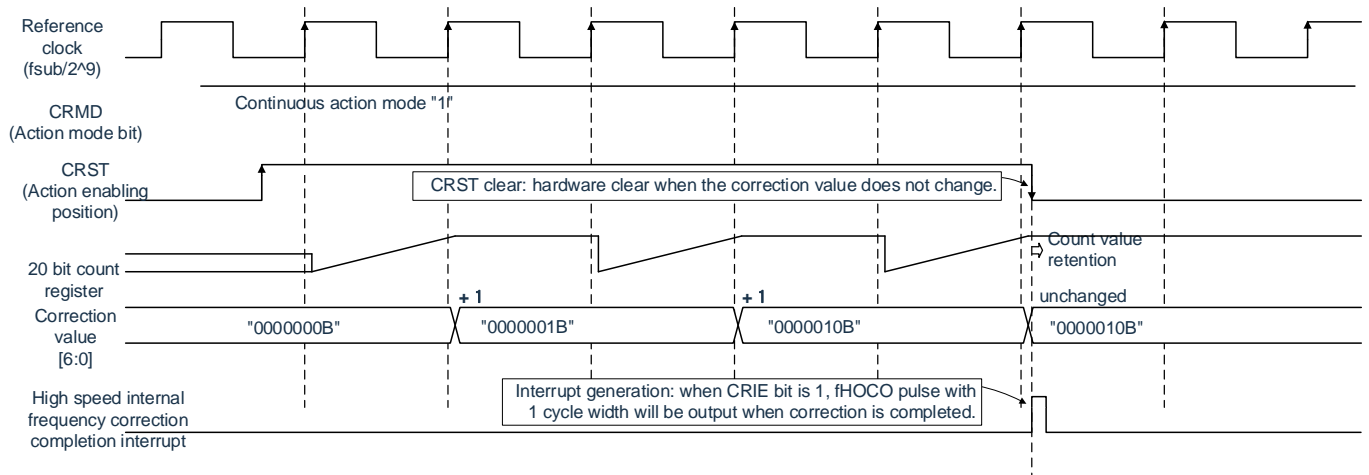 Reference
clock
(fsub/2^9)
Continuous action mode "1"
CRMD
(Action mode bit)
CRST
(Action enabling
position)
CRST clear: hardware clear when the correction value does not change.
20 bit count
register
Count value
retention
Correction
value
[6:0]
+ 1
+ 1
unchanged
"0000000B"
"0000001B"
"0000010B"
"0000010B"
High speed internal
frequency correction
completion interrupt
Interrupt generation: when CRIE bit is 1, fHOCO pulse with
1 cycle width will be output when correction is completed.